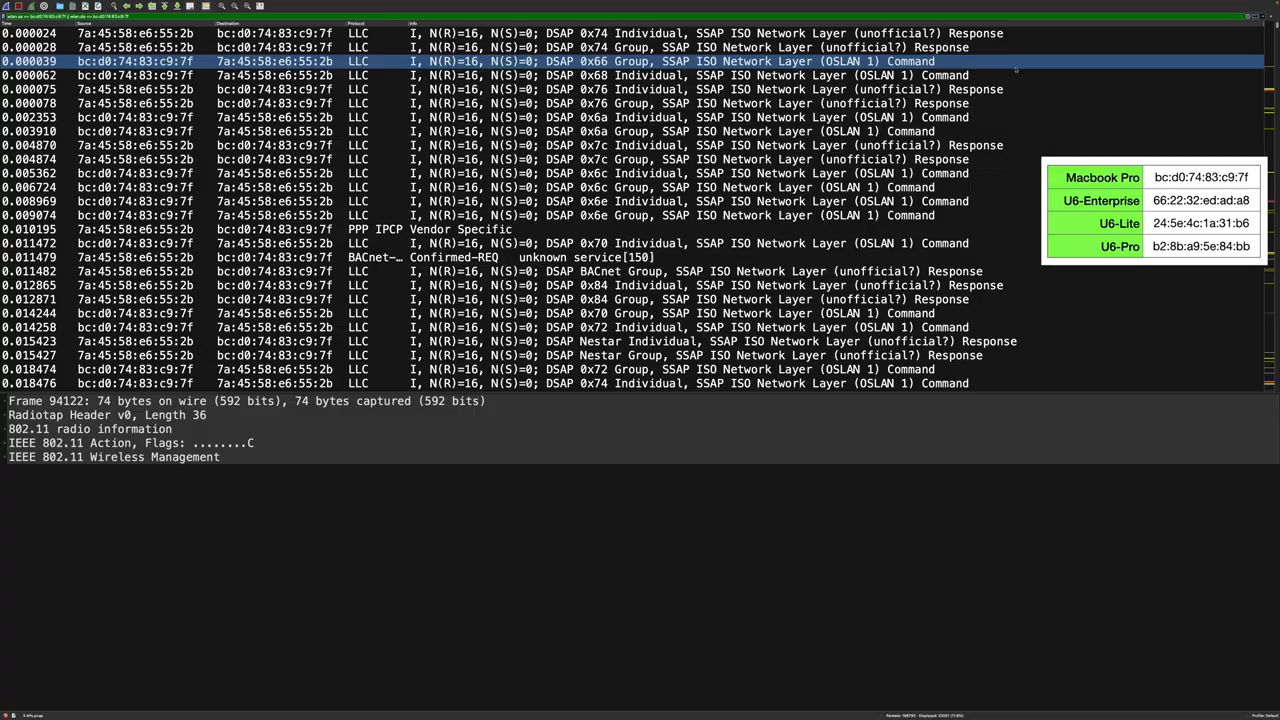 wlan.sa == bc:d0:74:83:c9:7f || wlan.da == bc:d0:74:83:c9:7f
Time Source Destination Protocol Info
0.000024 7a:45:58:e6:55:2b bc:d0:74:83:c9:7f LLC I, N(R)=16, N(S)=0; DSAP 0x74 Individual, SSAP ISO Network Layer (unofficial?) Response
0.000028 7a:45:58:e6:55:2b bc:d0:74:83:c9:7f LLC I, N(R)=16, N(S)=0; DSAP 0x74 Group, SSAP ISO Network Layer (unofficial?) Response
0.000039 bc:d0:74:83:c9:7f 7a:45:58:e6:55:2b LLC I, N(R)=16, N(S)=0; DSAP 0x66 Group, SSAP ISO Network Layer (OSLAN 1) Command
0.000062 bc:d0:74:83:c9:7f 7a:45:58:e6:55:2b LLC I, N(R)=16, N(S)=0; DSAP 0x68 Individual, SSAP ISO Network Layer (OSLAN 1) Command
0.000075 7a:45:58:e6:55:2b bc:d0:74:83:c9:7f LLC I, N(R)=16, N(S)=0; DSAP 0x76 Individual, SSAP ISO Network Layer (unofficial?) Response
0.000078 7a:45:58:e6:55:2b bc:d0:74:83:c9:7f LLC I, N(R)=16, N(S)=0; DSAP 0x76 Group, SSAP ISO Network Layer (unofficial?) Response
0.002353 bc:d0:74:83:c9:7f 7a:45:58:e6:55:2b LLC I, N(R)=16, N(S)=0; DSAP 0x6a Individual, SSAP ISO Network Layer (OSLAN 1) Command
0.003910 bc:d0:74:83:c9:7f 7a:45:58:e6:55:2b LLC I, N(R)=16, N(S)=0; DSAP 0x6a Group, SSAP ISO Network Layer (OSLAN 1) Command
0.004870 7a:45:58:e6:55:2b bc:d0:74:83:c9:7f LLC I, N(R)=16, N(S)=0; DSAP 0x7c Individual, SSAP ISO Network Layer (unofficial?) Response
0.004874 7a:45:58:e6:55:2b bc:d0:74:83:c9:7f LLC I, N(R)=16, N(S)=0; DSAP 0x7c Group, SSAP ISO Network Layer (unofficial?) Response
0.005362 bc:d0:74:83:c9:7f 7a:45:58:e6:55:2b LLC I, N(R)=16, N(S)=0; DSAP 0x6c Individual, SSAP ISO Network Layer (OSLAN 1) Command
0.006724 bc:d0:74:83:c9:7f 7a:45:58:e6:55:2b LLC I, N(R)=16, N(S)=0; DSAP 0x6c Group, SSAP ISO Network Layer (OSLAN 1) Command
0.008969 bc:d0:74:83:c9:7f 7a:45:58:e6:55:2b LLC I, N(R)=16, N(S)=0; DSAP 0x6e Individual, SSAP ISO Network Layer (OSLAN 1) Command
0.009074 bc:d0:74:83:c9:7f 7a:45:58:e6:55:2b LLC I, N(R)=16, N(S)=0; DSAP 0x6e Group, SSAP ISO Network Layer (OSLAN 1) Command
0.010195 bc:d0:74:83:c9:7f 7a:45:58:e6:55:2b PPP IPCP Vendor Specific
0.011472 bc:d0:74:83:c9:7f 7a:45:58:e6:55:2b LLC I, N(R)=16, N(S)=0; DSAP 0x70 Individual, SSAP ISO Network Layer (OSLAN 1) Command
0.011479 7a:45:58:e6:55:2b bc:d0:74:83:c9:7f BACnet-… Confirmed-REQ unknown service[150]
0.011482 7a:45:58:e6:55:2b bc:d0:74:83:c9:7f LLC I, N(R)=16, N(S)=0; DSAP BACnet Group, SSAP ISO Network Layer (unofficial?) Response
0.012865 7a:45:58:e6:55:2b bc:d0:74:83:c9:7f LLC I, N(R)=16, N(S)=0; DSAP 0x84 Individual, SSAP ISO Network Layer (unofficial?) Response
0.012871 7a:45:58:e6:55:2b bc:d0:74:83:c9:7f LLC I, N(R)=16, N(S)=0; DSAP 0x84 Group, SSAP ISO Network Layer (unofficial?) Response
0.014244 bc:d0:74:83:c9:7f 7a:45:58:e6:55:2b LLC I, N(R)=16, N(S)=0; DSAP 0x70 Group, SSAP ISO Network Layer (OSLAN 1) Command
0.014258 bc:d0:74:83:c9:7f 7a:45:58:e6:55:2b LLC I, N(R)=16, N(S)=0; DSAP 0x72 Individual, SSAP ISO Network Layer (OSLAN 1) Command
0.015423 7a:45:58:e6:55:2b bc:d0:74:83:c9:7f LLC I, N(R)=16, N(S)=0; DSAP Nestar Individual, SSAP ISO Network Layer (unofficial?) Response
0.015427 7a:45:58:e6:55:2b bc:d0:74:83:c9:7f LLC I, N(R)=16, N(S)=0; DSAP Nestar Group, SSAP ISO Network Layer (unofficial?) Response
0.018474 bc:d0:74:83:c9:7f 7a:45:58:e6:55:2b LLC I, N(R)=16, N(S)=0; DSAP 0x72 Group, SSAP ISO Network Layer (OSLAN 1) Command
0.018476 bc:d0:74:83:c9:7f 7a:45:58:e6:55:2b LLC I, N(R)=16, N(S)=0; DSAP 0x74 Individual, SSAP ISO Network Layer (OSLAN 1) Command
Macbook Pro bc:d0:74:83:c9:7f
U6-Enterprise 66:22:32:ed:ad:a8
U6-Lite 24:5e:4c:1a:31:b6
U6-Pro b2:8b:a9:5e:84:bb
Frame 94122: 74 bytes on wire (592 bits), 74 bytes captured (592 bits)
Radiotap Header v0, Length 36
802.11 radio information
IEEE 802.11 Action, Flags: ........C
IEEE 802.11 Wireless Management
Profile: Default